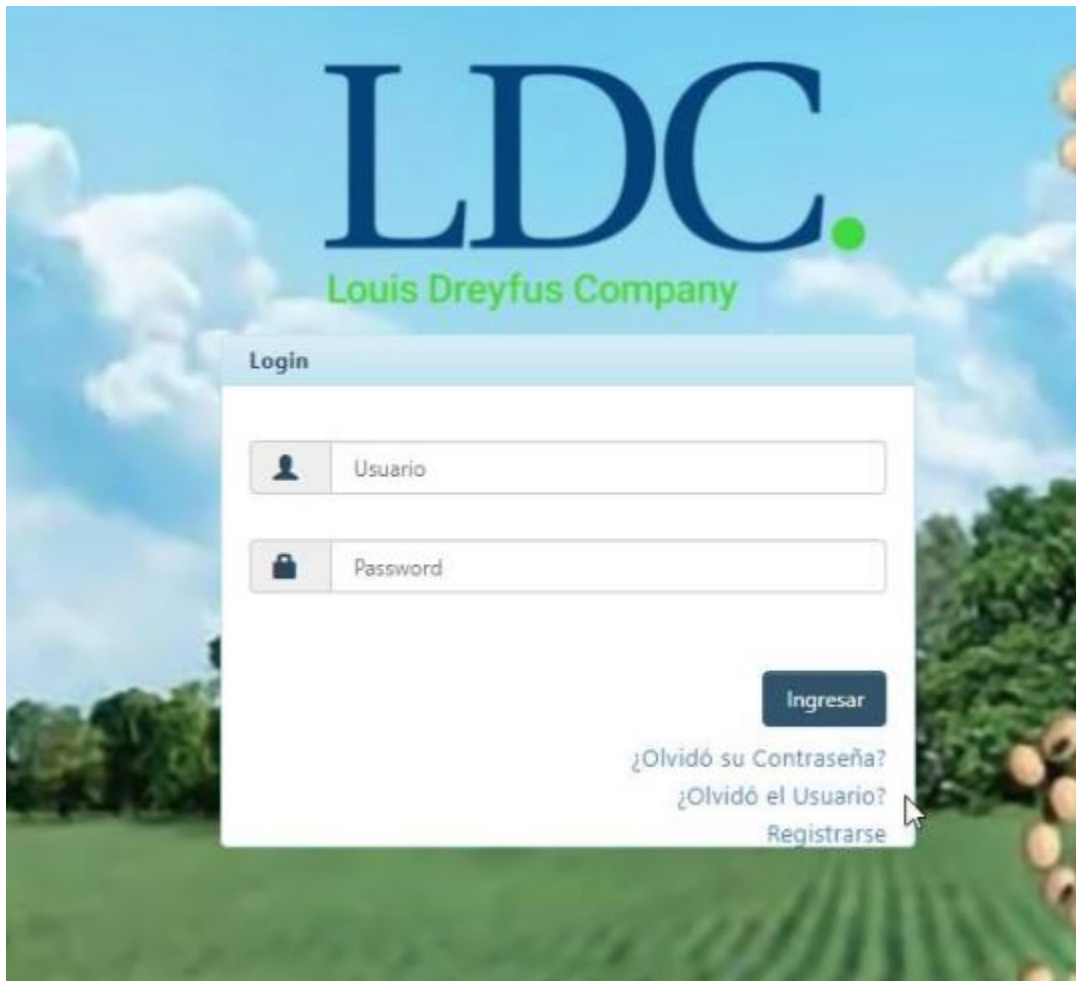 LDC.
Louis Dreyfus Company
Login
Usuario
Password
Ingresar
¿Olvidó su Contraseña?
¿Olvidó el Usuario?
Registrarse